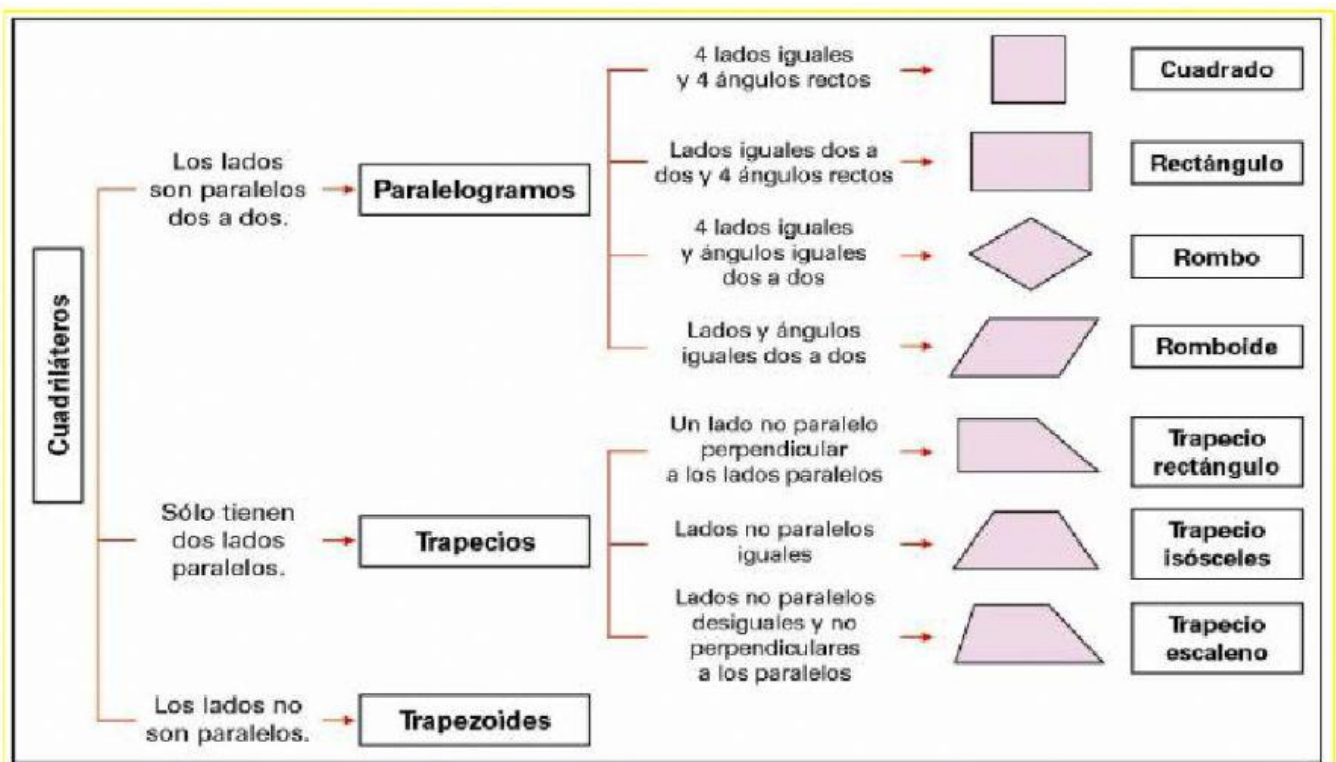 Cuadriláteros
Los lados
son paralelos
dos a dos.
Paralelogramos
4 lados iguales
y 4 ángulos rectos
Cuadrado
Lados iguales dos a
dos y 4 ángulos rectos
Rectángulo
4 lados iguales
y ángulos iguales
dos a dos
Rombo
Lados y ángulos
iguales dos a dos
Romboide
Sólo tienen
dos lados
paralelos.
Trapecios
Un lado no paralelo
perpendicular
a los lados paralelos
Trapecio
rectángulo
Lados no paralelos
iguales
Trapecio
isósceles
Lados no paralelos
desiguales y no
perpendiculares
a los paralelos
Trapecio
escaleno
Los lados no
son paralelos.
Trapezoides